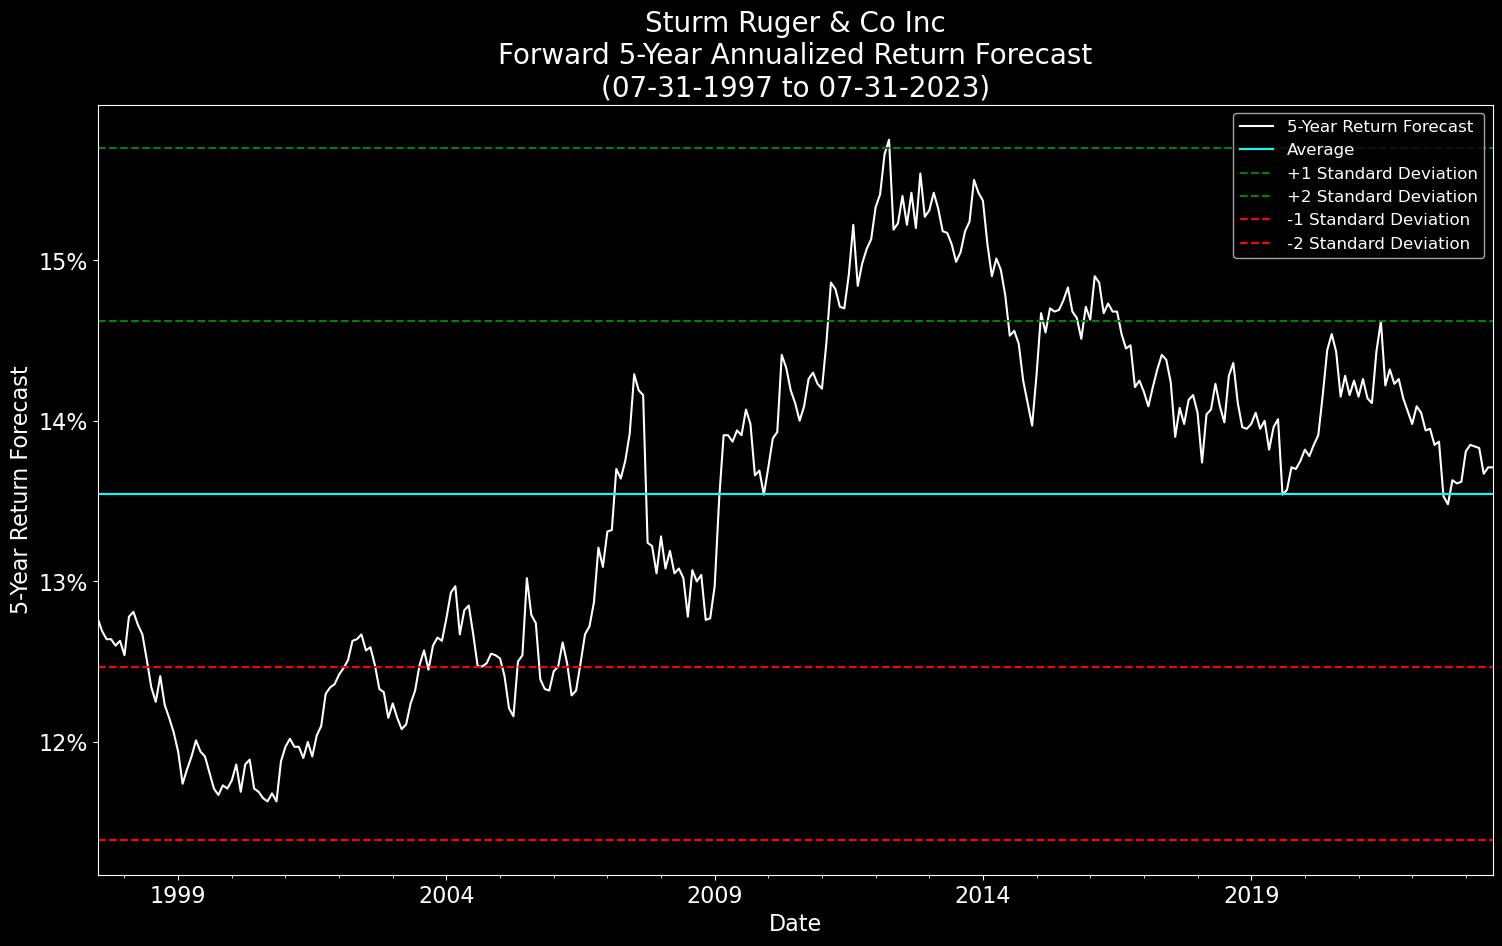 Sturm Ruger & Co Inc
Forward 5-Year Annualized Return Forecast
(07-31-1997 to 07-31-2023)
5-Year Return Forecast
Average
+1 Standard Deviation
+2 Standard Deviation
-1 Standard Deviation
-2 Standard Deviation
5-Year Return Forecast
15%
14%
13%
12%
1999
2004
2009
2014
2019
Date